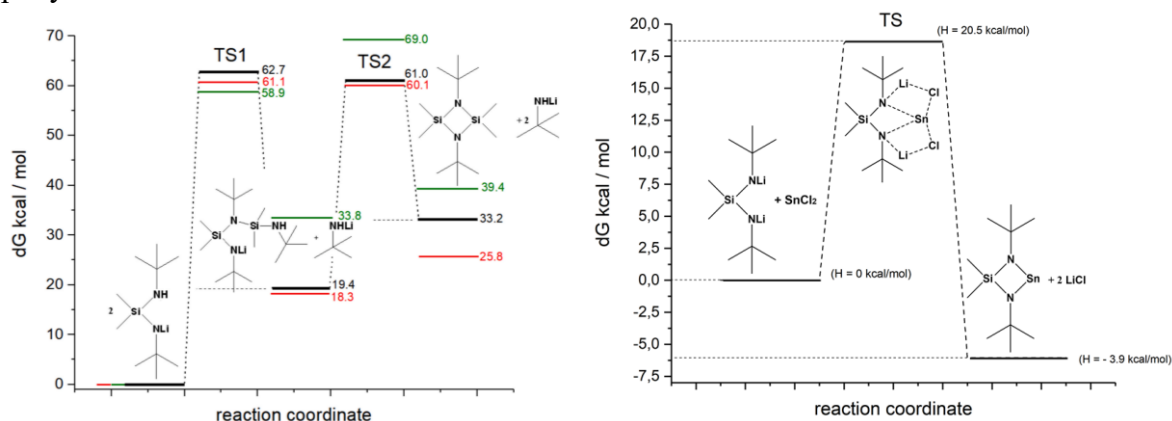 70
60
50
40
30
20
10
0
dG kcal / mol
reaction coordinate
TS1
62.7
61.1
58.9
TS2
69.0
61.0
60.1
33.8
19.4
18.3
39.4
33.2
25.8
2
NH
Si
NLi
N
Si
NH
Si
NLi
+
NHLi
N
Si
Si
N
+ 2
NHLi
20,0
17,5
15,0
12,5
10,0
7,5
5,0
2,5
0,0
-2,5
-5,0
-7,5
dG kcal / mol
reaction coordinate
TS
(H = 20.5 kcal/mol)
Li
Cl
N
Si
Sn
N
Cl
Li
NLi
Si
+ SnCl₂
NLi
(H = 0 kcal/mol)
N
Si
Sn
+ 2 LiCl
N
(H = - 3.9 kcal/mol)